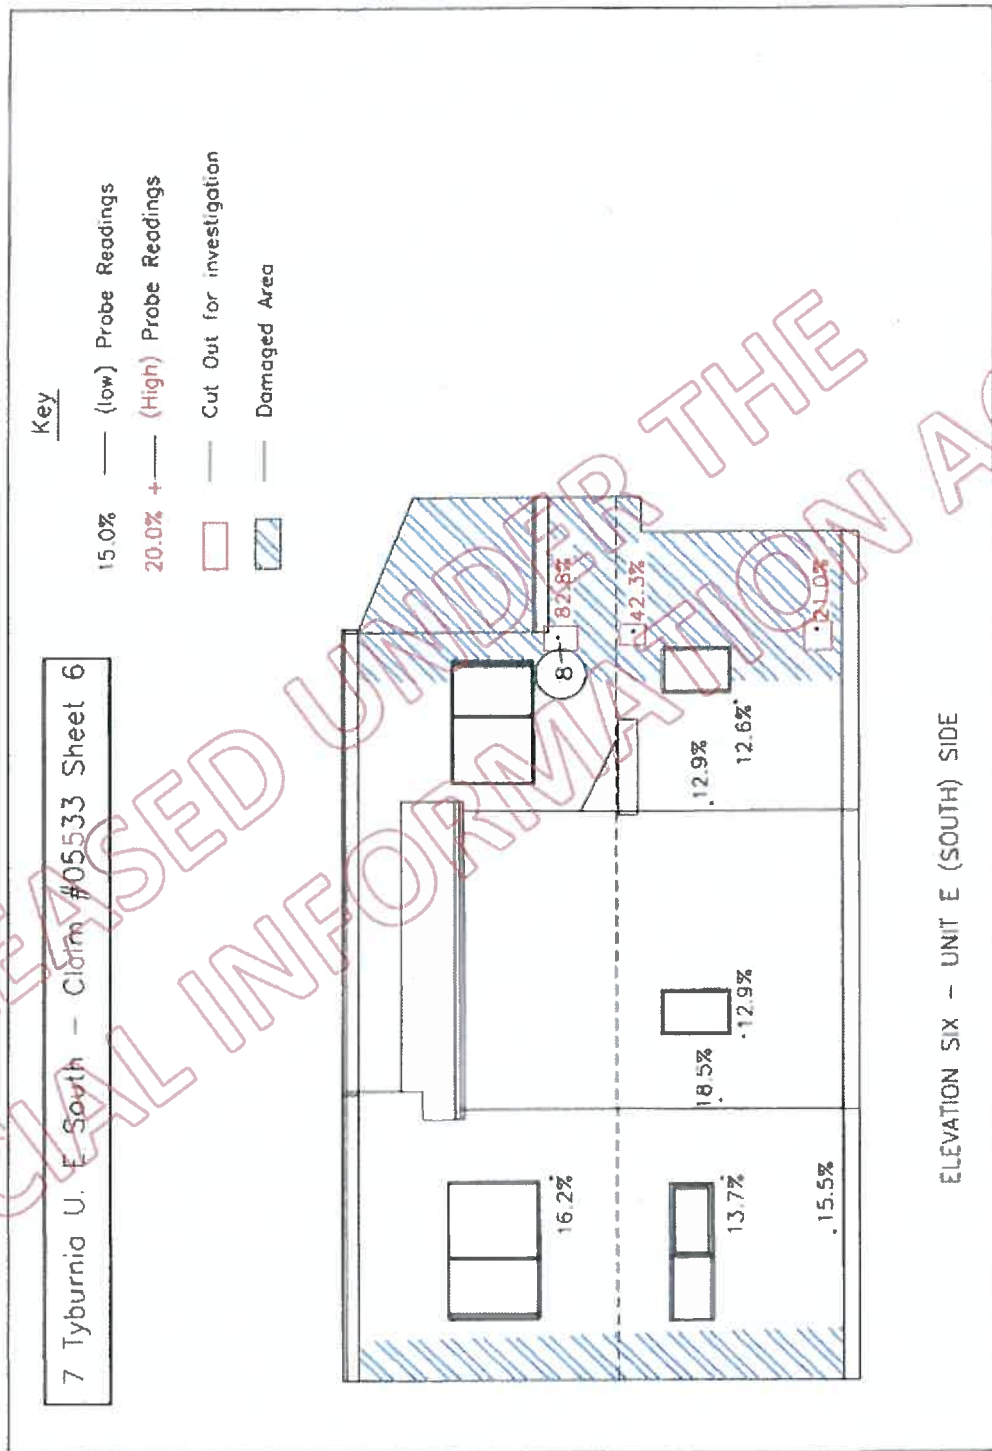 7 Tyburnia U. E South - Claim #05533 Sheet 6
Key
15.0% — (low) Probe Readings
20.0% +— (High) Probe Readings
— Cut Out for investigation
— Damaged Area
82.8%
8
42.3%
21.0%
12.9%
12.6%
18.5%
12.9%
16.2%
13.7%
15.5%
ELEVATION SIX - UNIT E (SOUTH) SIDE
EASED UNDER THE
CIAL INFORMATION AC